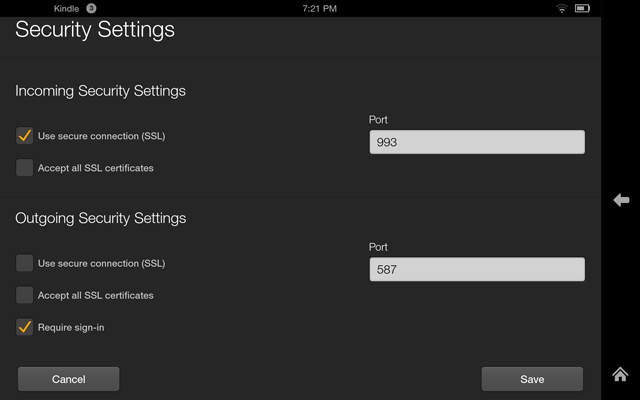 Kindle 3 7:21 PM
Security Settings
Incoming Security Settings
Port
Use secure connection (SSL)
993
Accept all SSL certificates
Outgoing Security Settings
Port
Use secure connection (SSL)
587
Accept all SSL certificates
Require sign-in
Cancel Save